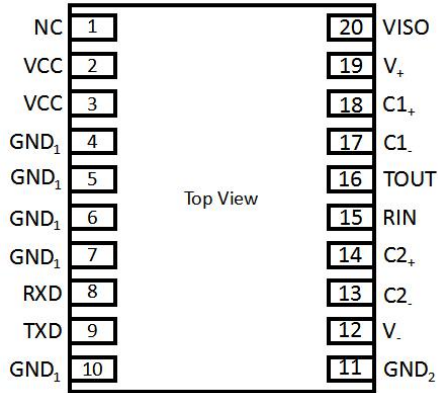 NC 1 20 VISO
VCC 2 19 V₊
VCC 3 18 C1₊
GND₁ 4 17 C1₋
GND₁ 5 16 TOUT
Top View
GND₁ 6 15 RIN
GND₁ 7 14 C2₊
RXD 8 13 C2₋
TXD 9 12 V₋
GND₁ 10 11 GND₂